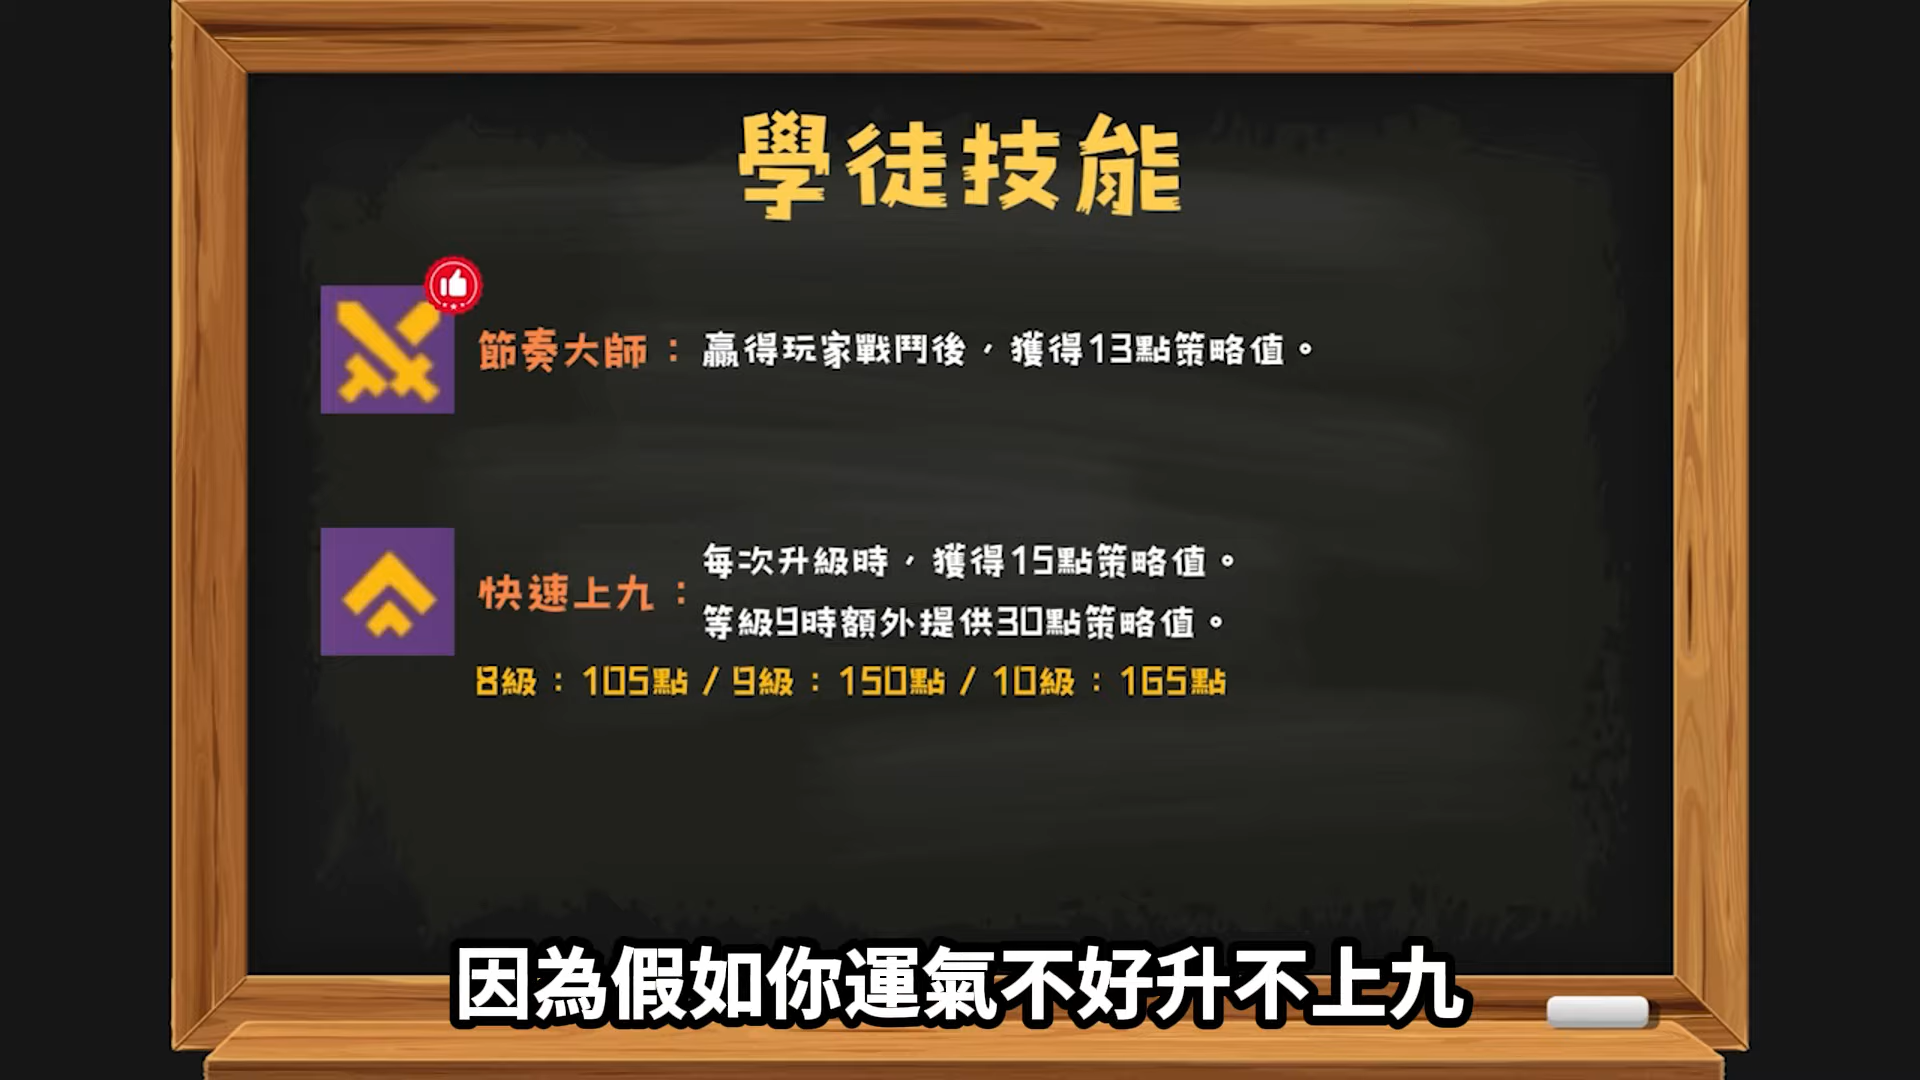 學徒技能
節奏大師：贏得玩家戰鬥後，獲得13點策略值。
快速上九：
每次升級時，獲得15點策略值。
等級9時額外提供30點策略值。
8級：105點 / 9級：150點 / 10級：165點
因為假如你運氣不好升不上九